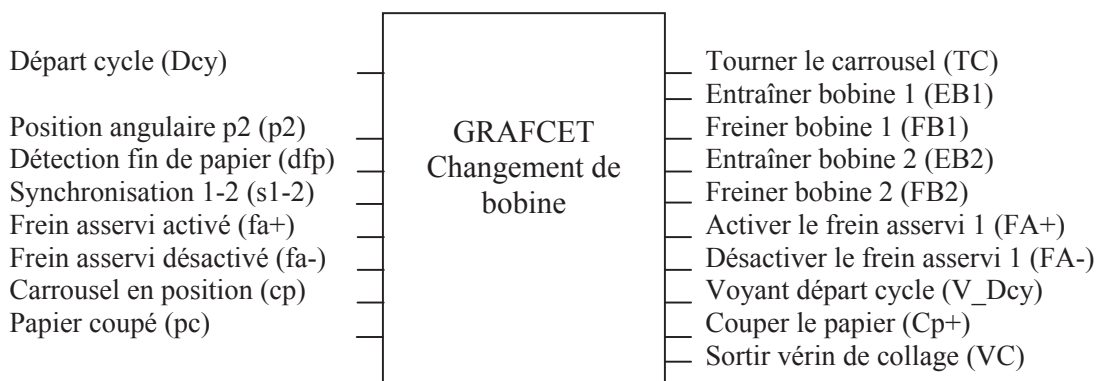 Départ cycle (Dcy)
Position angulaire p2 (p2)
Détection fin de papier (dfp)
Synchronisation 1-2 (s1-2)
Frein asservi activé (fa+)
Frein asservi désactivé (fa-)
Carrousel en position (cp)
Papier coupé (pc)
GRAFCET
Changement de
bobine
Tourner le carrousel (TC)
Entraîner bobine 1 (EB1)
Freiner bobine 1 (FB1)
Entraîner bobine 2 (EB2)
Freiner bobine 2 (FB2)
Activer le frein asservi 1 (FA+)
Désactiver le frein asservi 1 (FA-)
Voyant départ cycle (V_Dcy)
Couper le papier (Cp+)
Sortir vérin de collage (VC)